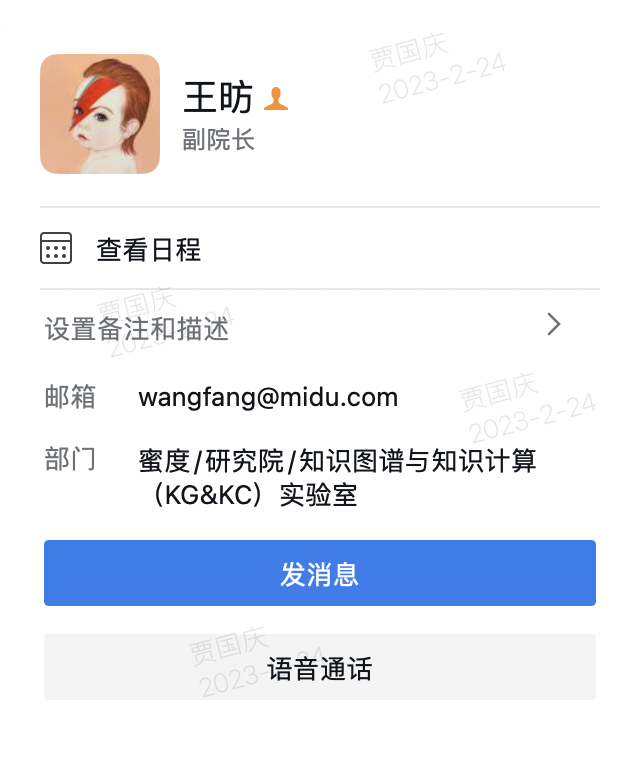 贾国庆
2023-2-24
王昉
副院长
查看日程
贾国庆
2023-2-24
设置备注和描述
邮箱 wangfang@midu.com
贾国庆
2023-2-24
部门 蜜度/研究院/知识图谱与知识计算
（KG&KC）实验室
发消息
贾国庆
2023-2-24
语音通话